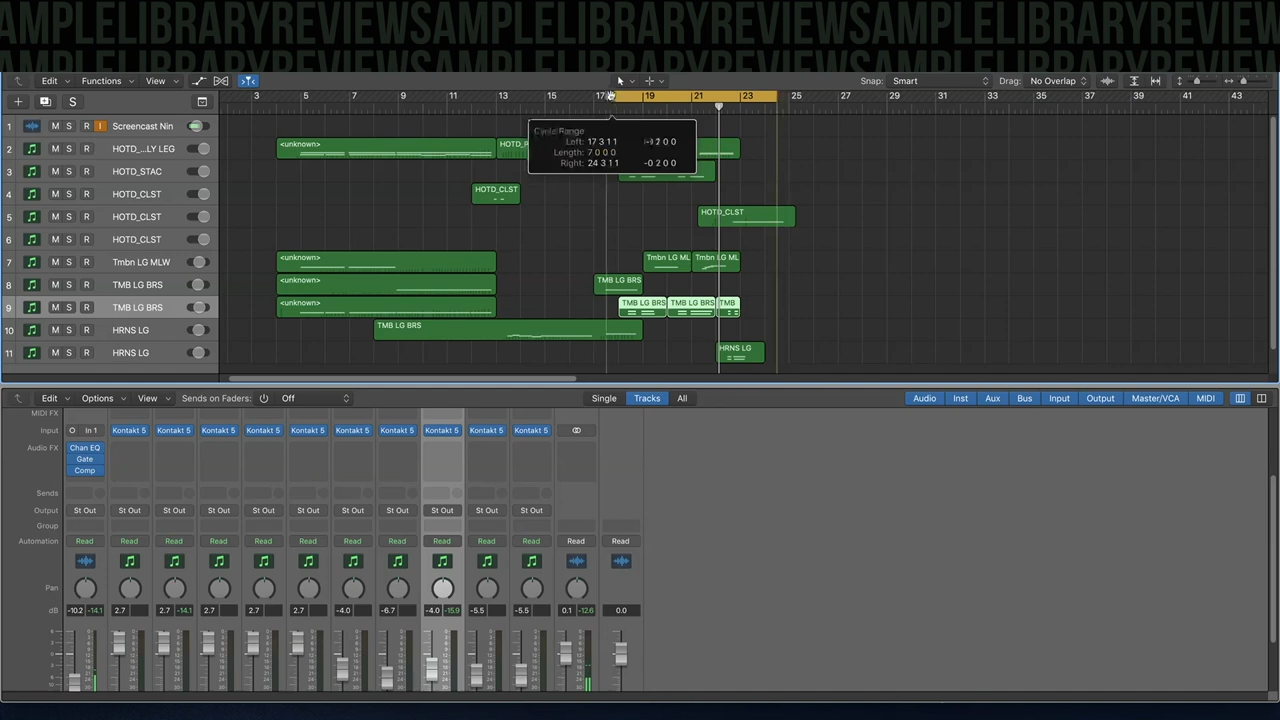 AMPLELIBRARYREVIEWSAMPLELIBRARYREVIEWSAMPLELIBRARYREVIEWSAMPLE
Edit Functions View Snap: Smart Drag: No Overlap
3 5 7 9 11 13 15 17 19 21 23 25 27 29 31 33 35 37 39 41 43
1 M S R I Screencast Nin
Cycle Range
Left: 17 3 1 1
Length: 7 0 0 0
Right: 24 3 1 1 -0 2 0 0
2 M S R HOTD_...LY LEG <unknown> HOTD_P
3 M S R HOTD_STAC
4 M S R HOTD_CLST HOTD_CLST
5 M S R HOTD_CLST HOTD_CLST
6 M S R HOTD_CLST
7 M S R Tmbn LG MLW <unknown> Tmbn LG ML Tmbn LG ML
8 M S R TMB LG BRS <unknown> TMB LG BRS
9 M S R TMB LG BRS <unknown> TMB LG BRS TMB LG BRS TMB
10 M S R HRNS LG TMB LG BRS
11 M S R HRNS LG HRNS LG
Edit Options View Sends on Faders: Off Single Tracks All Audio Inst Aux Bus Input Output Master/VCA MIDI
MIDI FX
Input In 1 Kontakt 5 Kontakt 5 Kontakt 5 Kontakt 5 Kontakt 5 Kontakt 5 Kontakt 5 Kontakt 5 Kontakt 5 Kontakt 5
Audio FX Chan EQ
Gate
Comp
Sends
Output St Out St Out St Out St Out St Out St Out St Out St Out St Out St Out St Out
Group
Automation Read Read Read Read Read Read Read Read Read Read Read Read Read
Pan
dB -10.2 -14.1 2.7 2.7 -14.1 2.7 2.7 2.7 -4.0 -6.7 -4.0 -15.9 -5.5 -5.5 0.1 -12.6 0.0